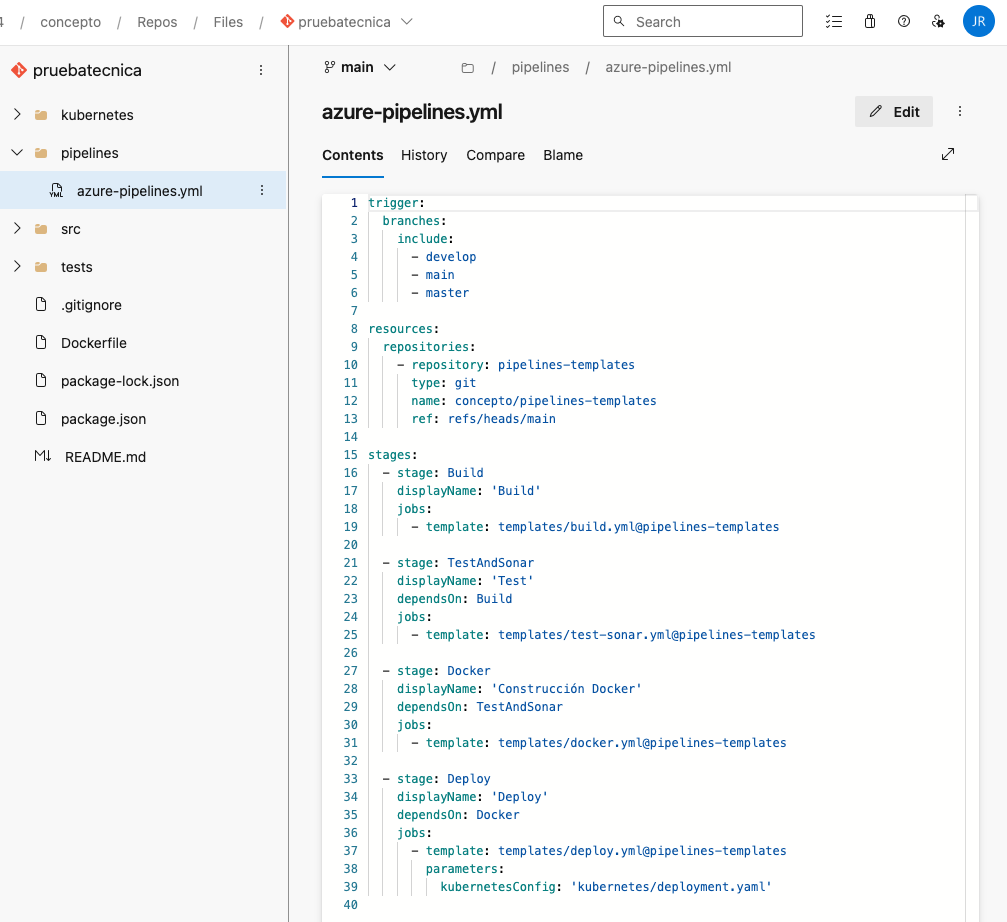 4 / concepto / Repos / Files / pruebatecnica
Search
JR
pruebatecnica
kubernetes
pipelines
azure-pipelines.yml
src
tests
.gitignore
Dockerfile
package-lock.json
package.json
README.md
main
/ pipelines / azure-pipelines.yml
azure-pipelines.yml
Edit
Contents History Compare Blame
1 trigger:
2   branches:
3     include:
4       - develop
5       - main
6       - master
7
8 resources:
9   repositories:
10     - repository: pipelines-templates
11       type: git
12       name: concepto/pipelines-templates
13       ref: refs/heads/main
14
15 stages:
16   - stage: Build
17     displayName: 'Build'
18     jobs:
19       - template: templates/build.yml@pipelines-templates
20
21   - stage: TestAndSonar
22     displayName: 'Test'
23     dependsOn: Build
24     jobs:
25       - template: templates/test-sonar.yml@pipelines-templates
26
27   - stage: Docker
28     displayName: 'Construcción Docker'
29     dependsOn: TestAndSonar
30     jobs:
31       - template: templates/docker.yml@pipelines-templates
32
33   - stage: Deploy
34     displayName: 'Deploy'
35     dependsOn: Docker
36     jobs:
37       - template: templates/deploy.yml@pipelines-templates
38         parameters:
39           kubernetesConfig: 'kubernetes/deployment.yaml'
40